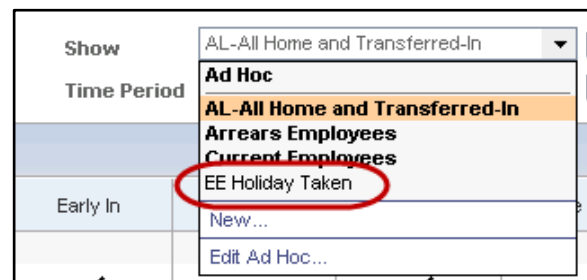 Show AL-All Home and Transferred-In
Time Period Ad Hoc
AL-All Home and Transferred-In
Arrears Employees
Current Employees
EE Holiday Taken
Early In
New...
Edit Ad Hoc...